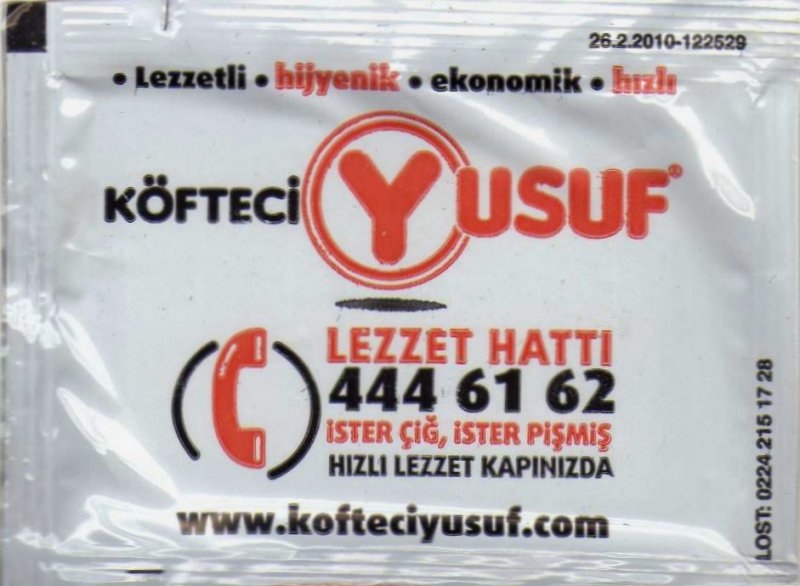 26.2.2010-122529
• Lezzetli • hijyenik • ekonomik • hızlı
KÖFTECİ YUSUF®
LEZZET HATTI
444 61 62
İSTER ÇİĞ, İSTER PİŞMİŞ
HIZLI LEZZET KAPINIZDA
www.kofteciyusuf.com
LOST: 0224 215 17 28